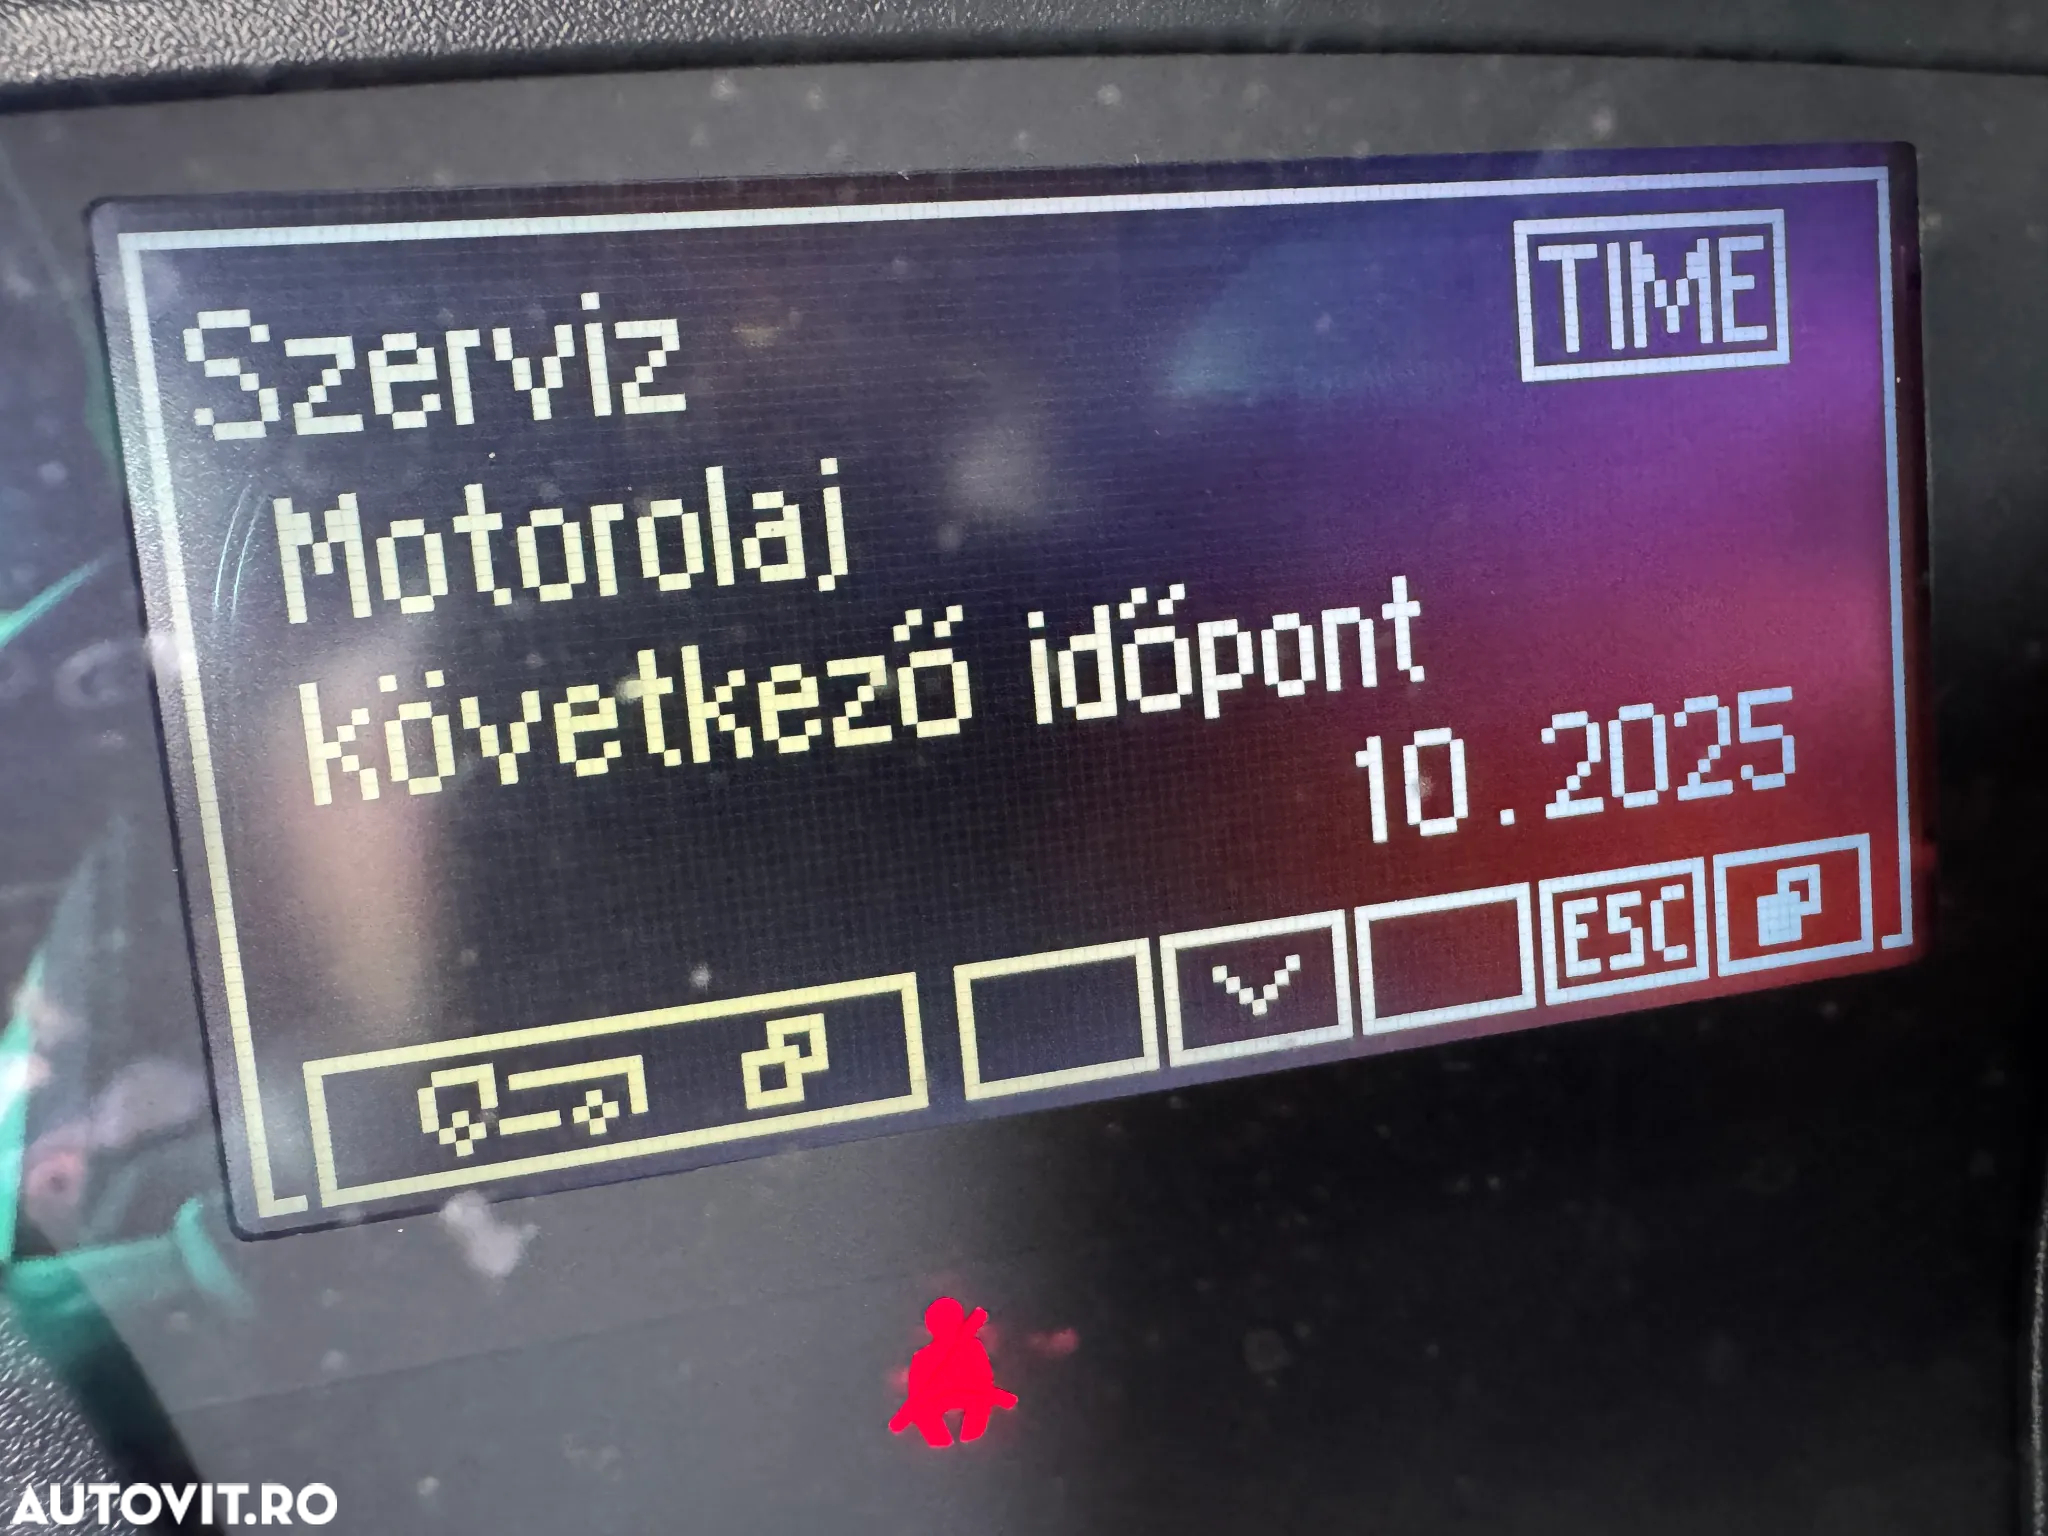 TIME
Szerviz
Motorolaj
következő időpont
10.2025
ESC
AUTOVIT.RO